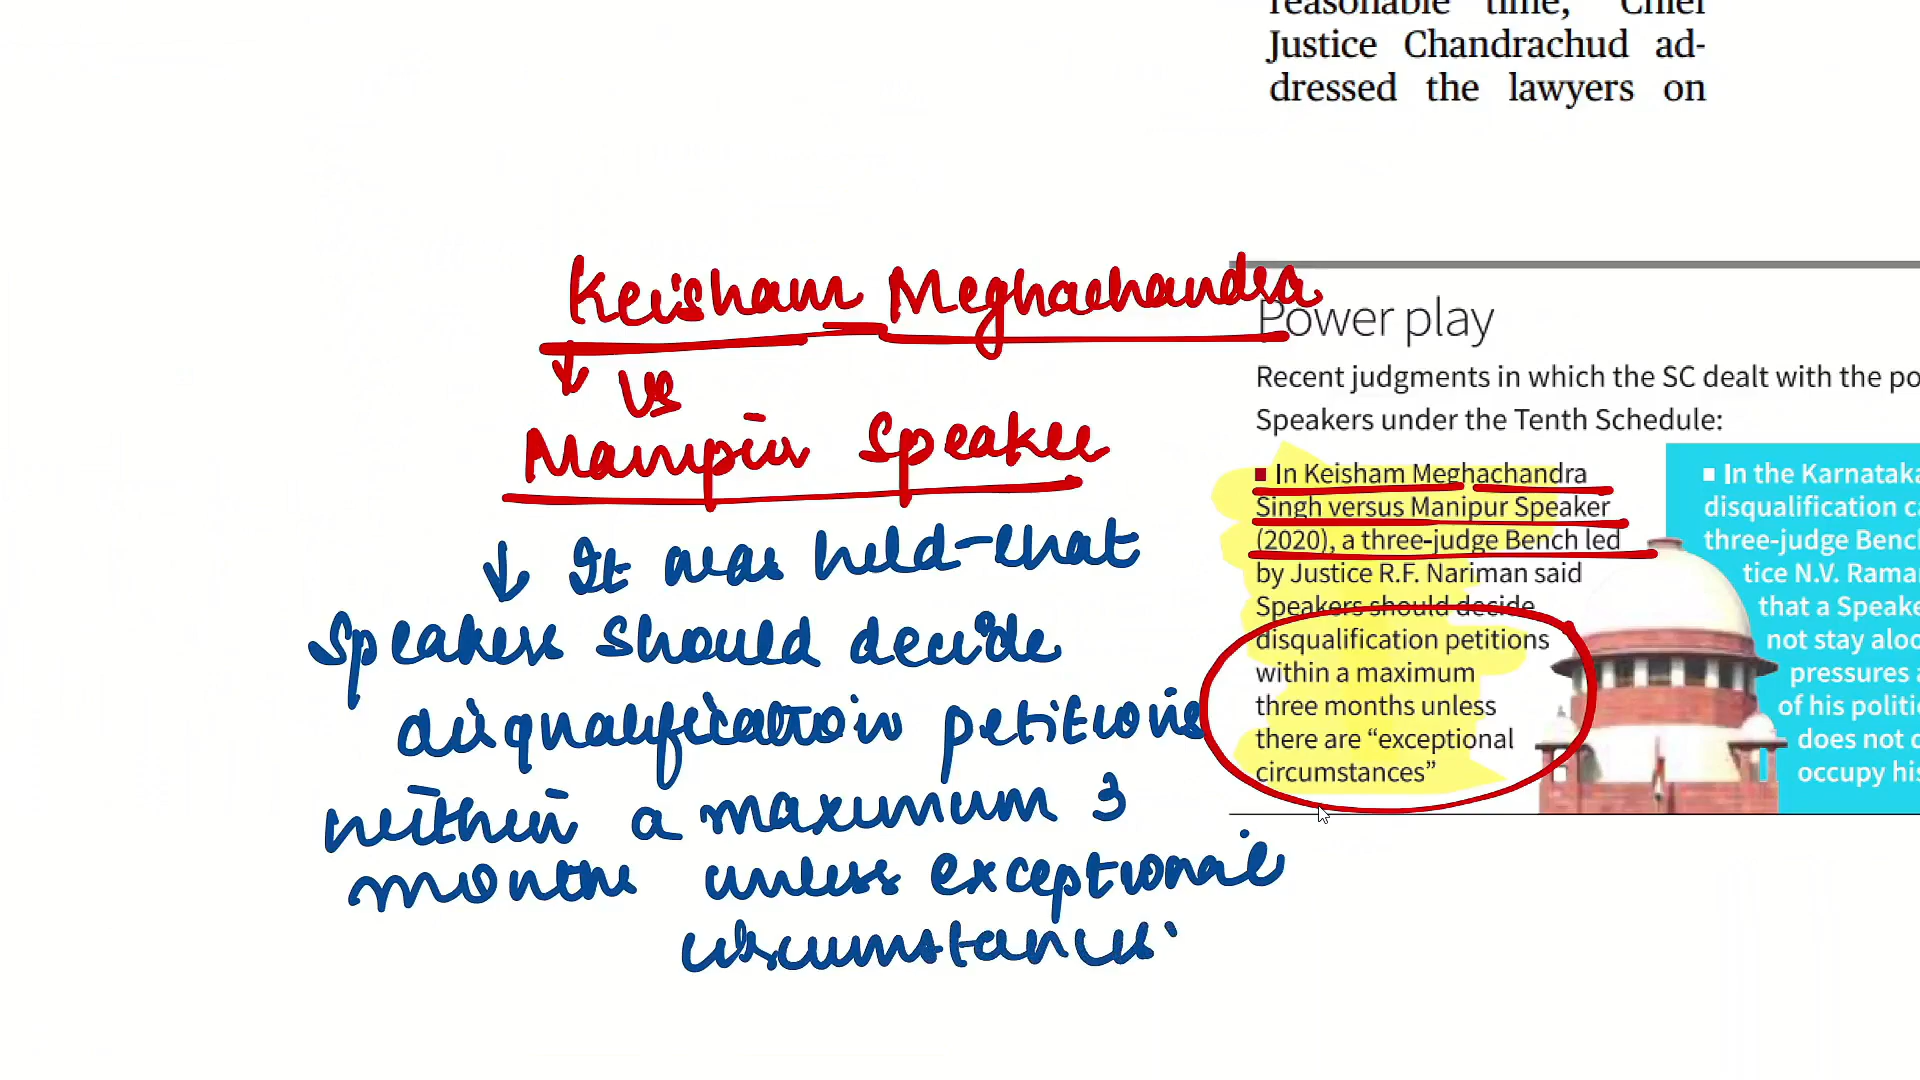 reasonable time," Chief
Justice Chandrachud ad-
dressed the lawyers on
Keisham Meghachandra
vs
Manipur Speaker
It was held that
Speakers should decide
disqualification petitions
within a maximum 3
months unless exceptional
circumstances.
Power play
Recent judgments in which the SC dealt with the po
Speakers under the Tenth Schedule:
■ In Keisham Meghachandra
Singh versus Manipur Speaker
(2020), a three-judge Bench led
by Justice R.F. Nariman said
Speakers should decide
disqualification petitions
within a maximum
three months unless
there are “exceptional
circumstances”
■ In the Karnataka
disqualification ca
three-judge Benc
tice N.V. Rama
that a Speake
not stay aloo
pressures a
of his politi
does not
occupy his